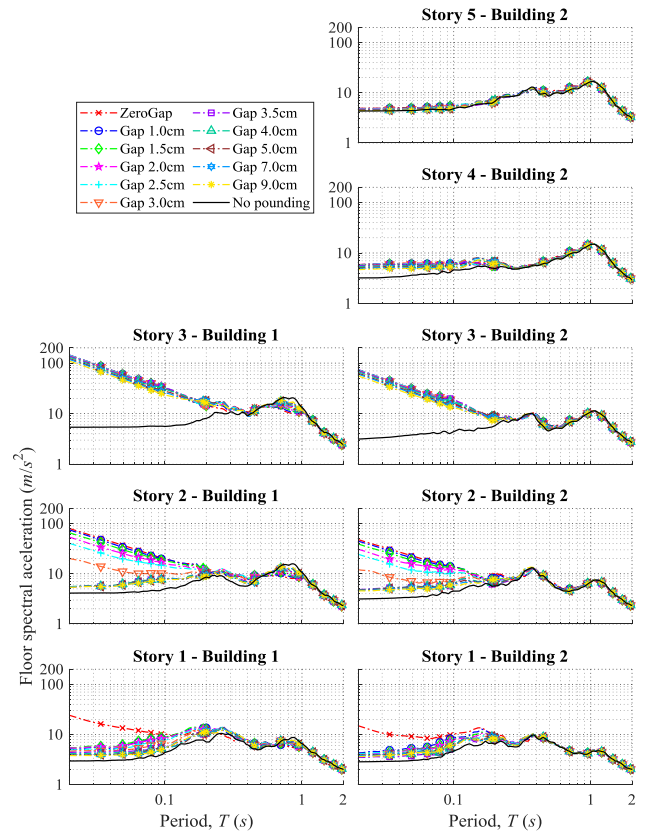 Story 5 - Building 2
200
100
10
1
ZeroGap
Gap 1.0cm
Gap 1.5cm
Gap 2.0cm
Gap 2.5cm
Gap 3.0cm
Gap 3.5cm
Gap 4.0cm
Gap 5.0cm
Gap 7.0cm
Gap 9.0cm
No pounding
Story 4 - Building 2
200
100
10
1
0.1 1 2
Story 3 - Building 1
200
100
10
1
Story 3 - Building 2
Story 2 - Building 1
200
100
10
1
Story 2 - Building 2
Story 1 - Building 1
200
100
10
1
0.1 1 2
Period, T (s)
Story 1 - Building 2
0.1 1 2
Period, T (s)
Floor spectral aceleration (m/s²)